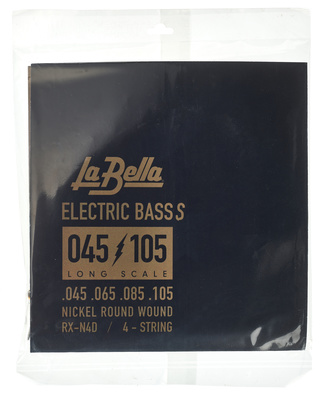 La Bella
ELECTRIC BASS S
045 105
LONG SCALE
.045 .065 .085 .105
NICKEL ROUND WOUND
RX-N4D / 4 - STRING